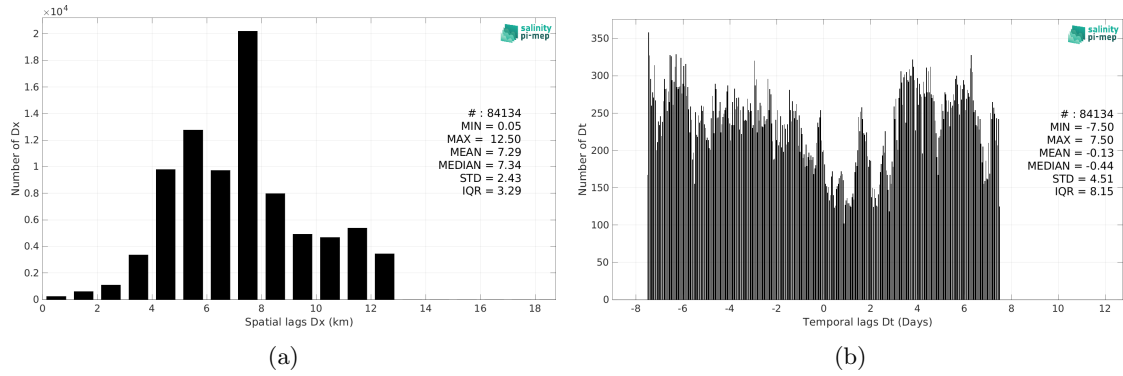 ×10⁴
2
1.8
1.6
1.4
1.2
1
0.8
0.6
0.4
0.2
0
Number of Dx
salinity
pi-mep
# : 84134
MIN = 0.05
MAX = 12.50
MEAN = 7.29
MEDIAN = 7.34
STD = 2.43
IQR = 3.29
0 2 4 6 8 10 12 14 16 18
Spatial lags Dx (km)
(a)
350
300
250
200
150
100
50
0
Number of Dt
salinity
pi-mep
# : 84134
MIN = -7.50
MAX = 7.50
MEAN = -0.13
MEDIAN = -0.44
STD = 4.51
IQR = 8.15
-8 -6 -4 -2 0 2 4 6 8 10 12
Temporal lags Dt (Days)
(b)